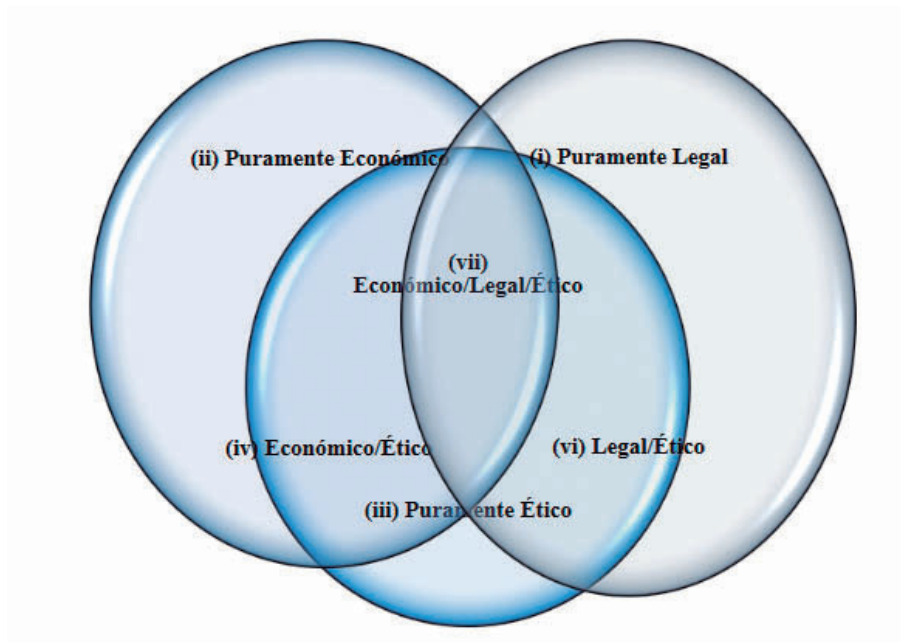 (ii) Puramente Económico
(i) Puramente Legal
(vii)
Económico/Legal/Ético
(iv) Económico/Ético
(vi) Legal/Ético
(iii) Puramente Ético